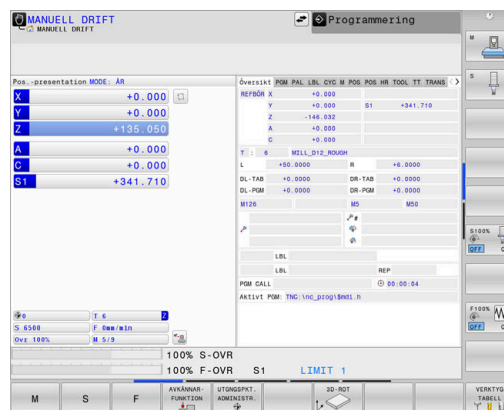 MANUELL DRIFT
MANUELL DRIFT
Programmering
Pos.-presentation MODE: ÄR
X +0.000
Y +0.000
Z +135.050
A +0.000
C +0.000
S1 +341.710
0 T 6 Z
S 6500 F 0mm/min
Ovr 100% M 5/9
Översikt PGM PAL LBL CYC M POS POS HR TOOL TT TRANS
REFBÖR X +0.000
Y +0.000 S1 +341.710
Z -146.032
A +0.000
C +0.000
T : 6 MILL_D12_ROUGH
L +50.0000 R +6.0000
DL-TAB +0.0000 DR-TAB +0.0000
DL-PGM +0.0000 DR-PGM +0.0000
M126 M5 M50
LBL
LBL REP
PGM CALL 00:00:04
Aktivt PGM: TNC:\nc_prog\$mdi.h
100% S-OVR
100% F-OVR S1 LIMIT 1
M
S
F
AVKÄNNAR-
FUNKTION
UTGNGSPKT.
ADMINISTR.
3D-ROT
VERKTYG
TABELL
M
S
S100%
OFF
F100%
OFF